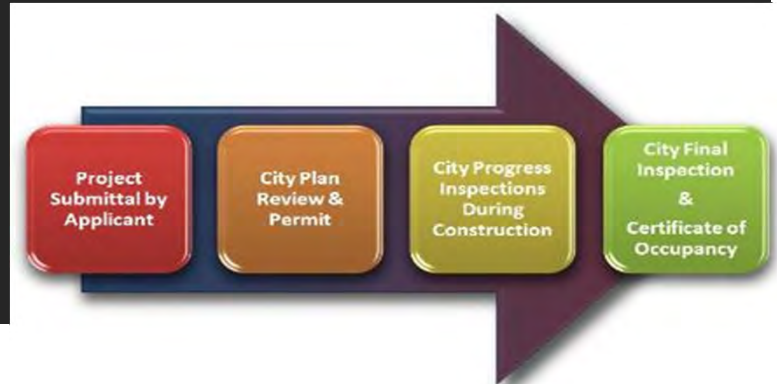 Project
Submittal by
Applicant
City Plan
Review &
Permit
City Progress
Inspections
During
Construction
City Final
Inspection
&
Certificate of
Occupancy